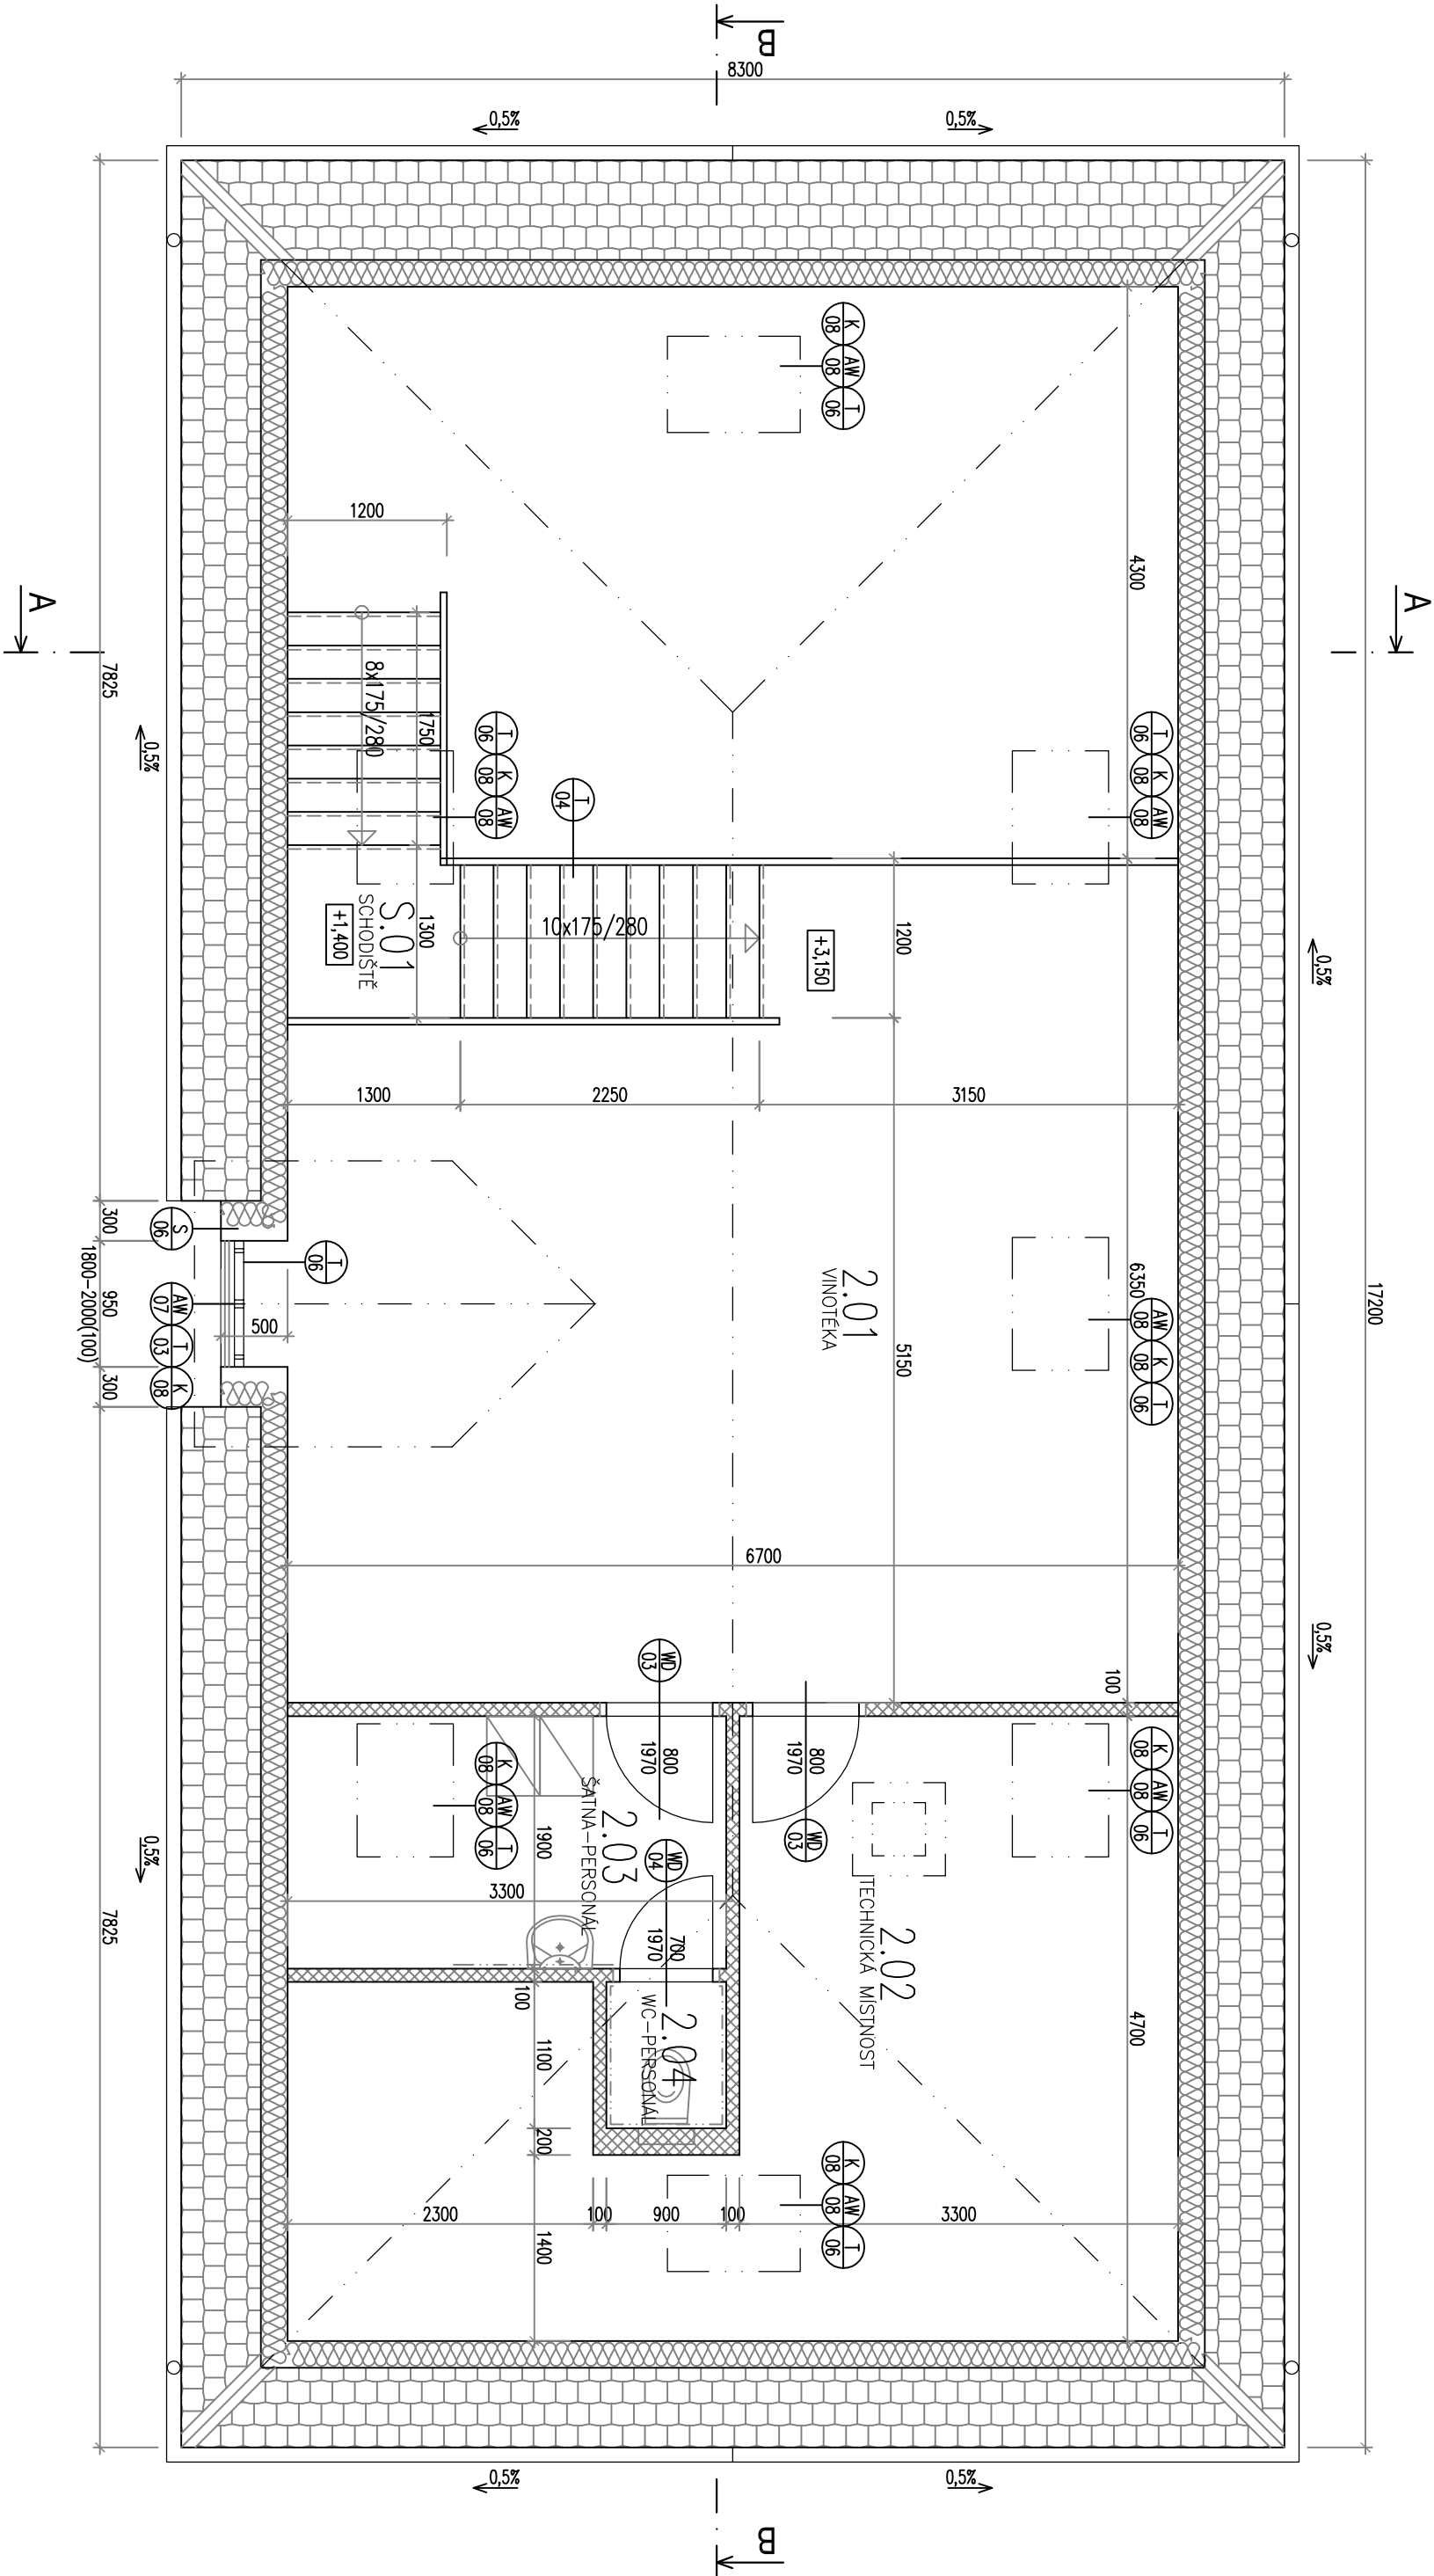 B
8300
0,5%
0,5%
K
08
AW
08
T
06
1200
4300
A
A
7825
8x175/280
1750
T
06
K
08
AW
08
T
04
T
06
K
08
AW
08
0,5%
S.01
SCHODIŠTĚ
+1,400
1300
10x175/280
+3,150
1200
0,5%
1300
2250
3150
300
S
06
T
06
6350
17200
2.01
VINOTÉKA
AW
08
K
08
T
06
950
1800-2000(100)
AW
07
T
03
K
08
500
5150
300
6700
0,5%
WD
03
100
800
1970
800
1970
K
08
AW
08
T
06
K
08
AW
08
T
06
WD
03
2.03
ŠATNA-PERSONÁL
1900
WD
04
0,5%
3300
7825
700
1970
2.02
TECHNICKÁ MÍSTNOST
100
2.04
WC-PERSONÁL
4700
1100
200
K
08
AW
08
T
06
2300
100
900
100
3300
1400
0,5%
0,5%
B